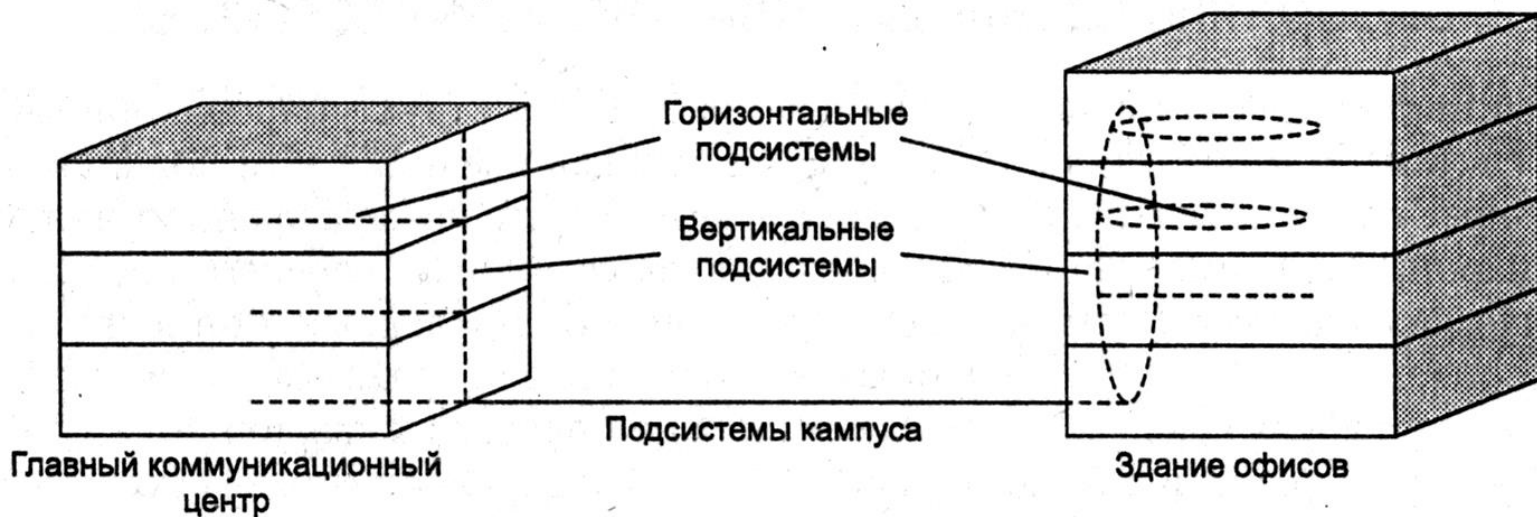 Горизонтальные
подсистемы
Вертикальные
подсистемы
Подсистемы кампуса
Главный коммуникационный
центр
Здание офисов